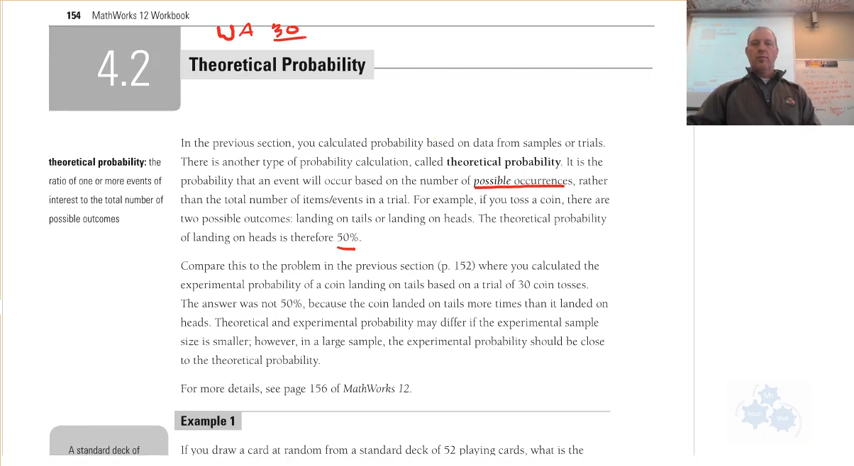 154 MathWorks 12 Workbook
WA 30
4.2
Theoretical Probability
theoretical probability: the
ratio of one or more events of
interest to the total number of
possible outcomes
In the previous section, you calculated probability based on data from samples or trials.
There is another type of probability calculation, called theoretical probability. It is the
probability that an event will occur based on the number of possible occurrences, rather
than the total number of items/events in a trial. For example, if you toss a coin, there are
two possible outcomes: landing on tails or landing on heads. The theoretical probability
of landing on heads is therefore 50%.
Compare this to the problem in the previous section (p. 152) where you calculated the
experimental probability of a coin landing on tails based on a trial of 30 coin tosses.
The answer was not 50%, because the coin landed on tails more times than it landed on
heads. Theoretical and experimental probability may differ if the experimental sample
size is smaller; however, in a large sample, the experimental probability should be close
to the theoretical probability.
For more details, see page 156 of MathWorks 12.
Example 1
A standard deck of
If you draw a card at random from a standard deck of 52 playing cards, what is the